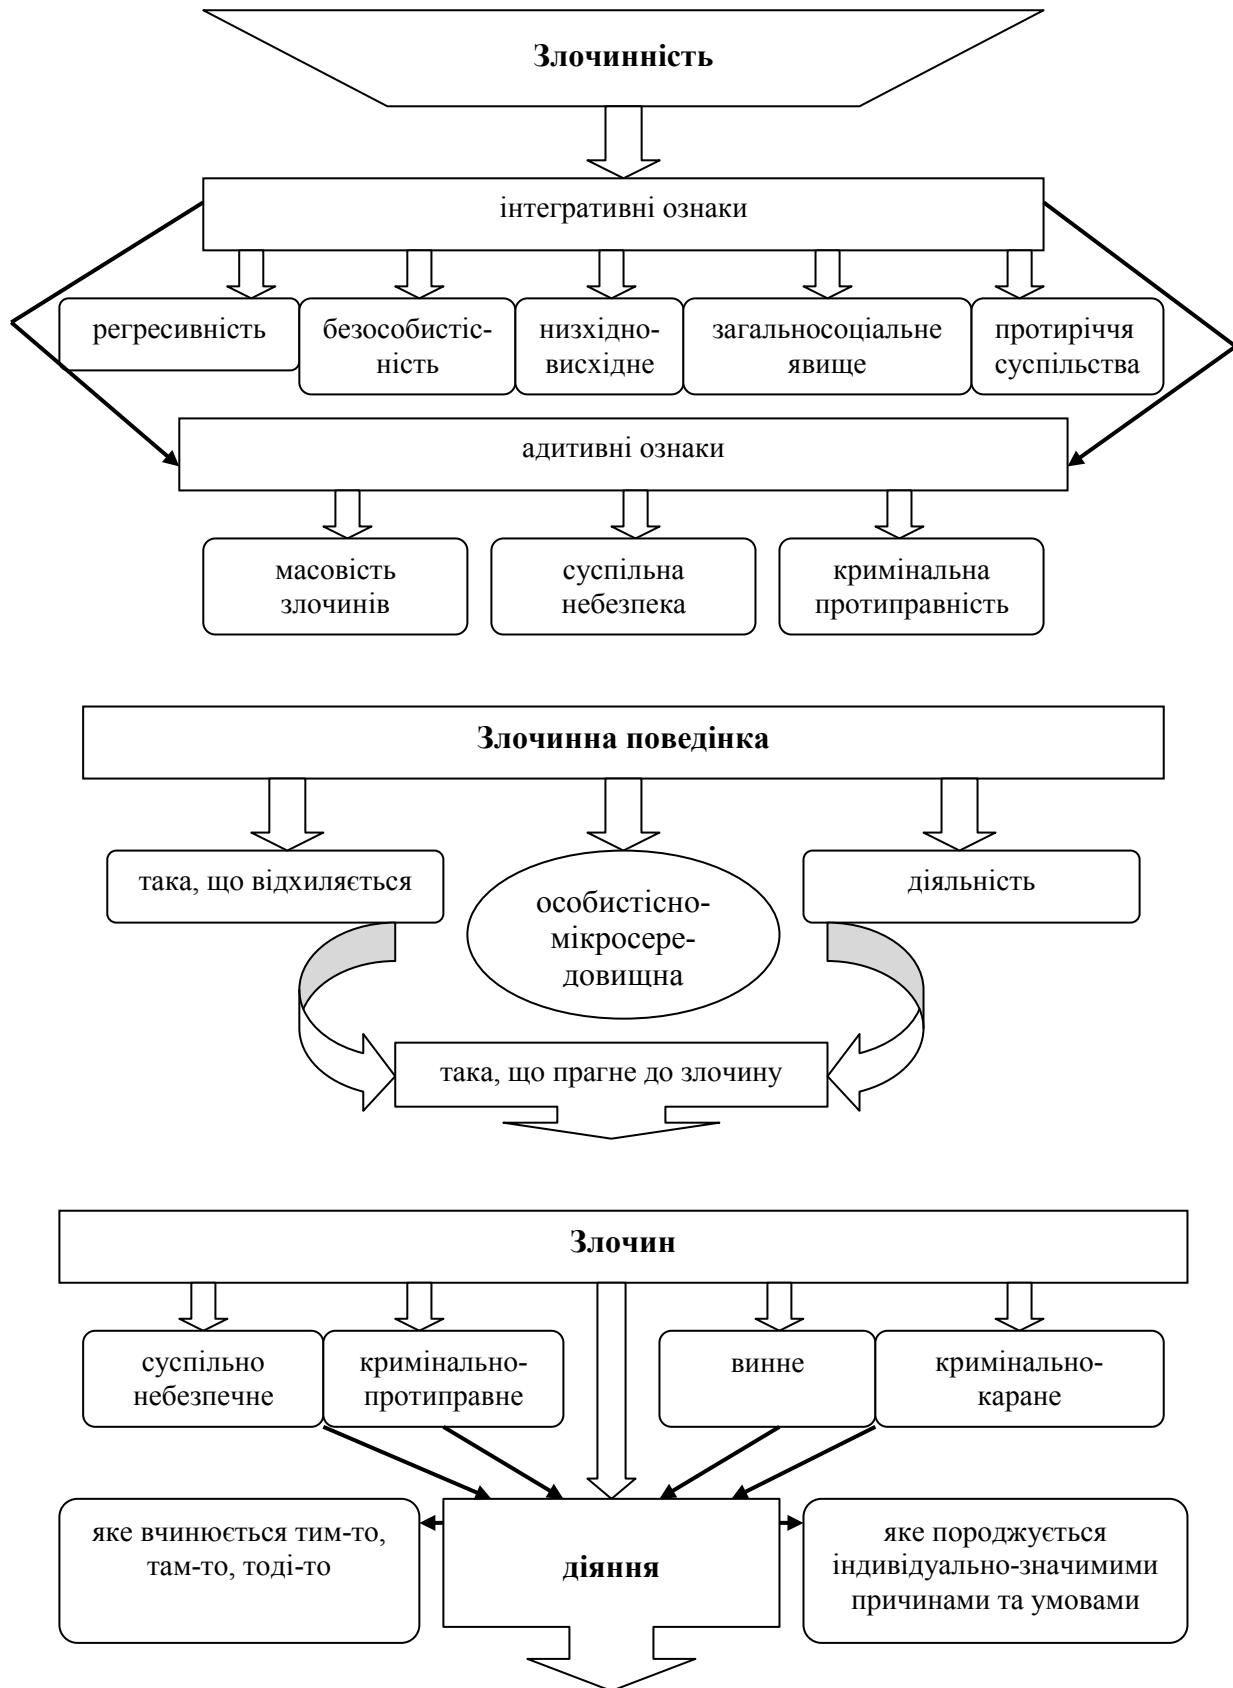 Злочинність
інтегративні ознаки
регресивність
безособистіс-
ність
низхідно-
висхідне
загальносоціальне
явище
протиріччя
суспільства
адитивні ознаки
масовість
злочинів
суспільна
небезпека
кримінальна
протиправність
Злочинна поведінка
така, що відхиляється
особистісно-
мікросере-
довищна
діяльність
така, що прагне до злочину
Злочин
суспільно
небезпечне
кримінально-
протиправне
винне
кримінально-
каране
яке вчинюється тим-то,
там-то, тоді-то
діяння
яке породжується
індивідуально-значимими
причинами та умовами